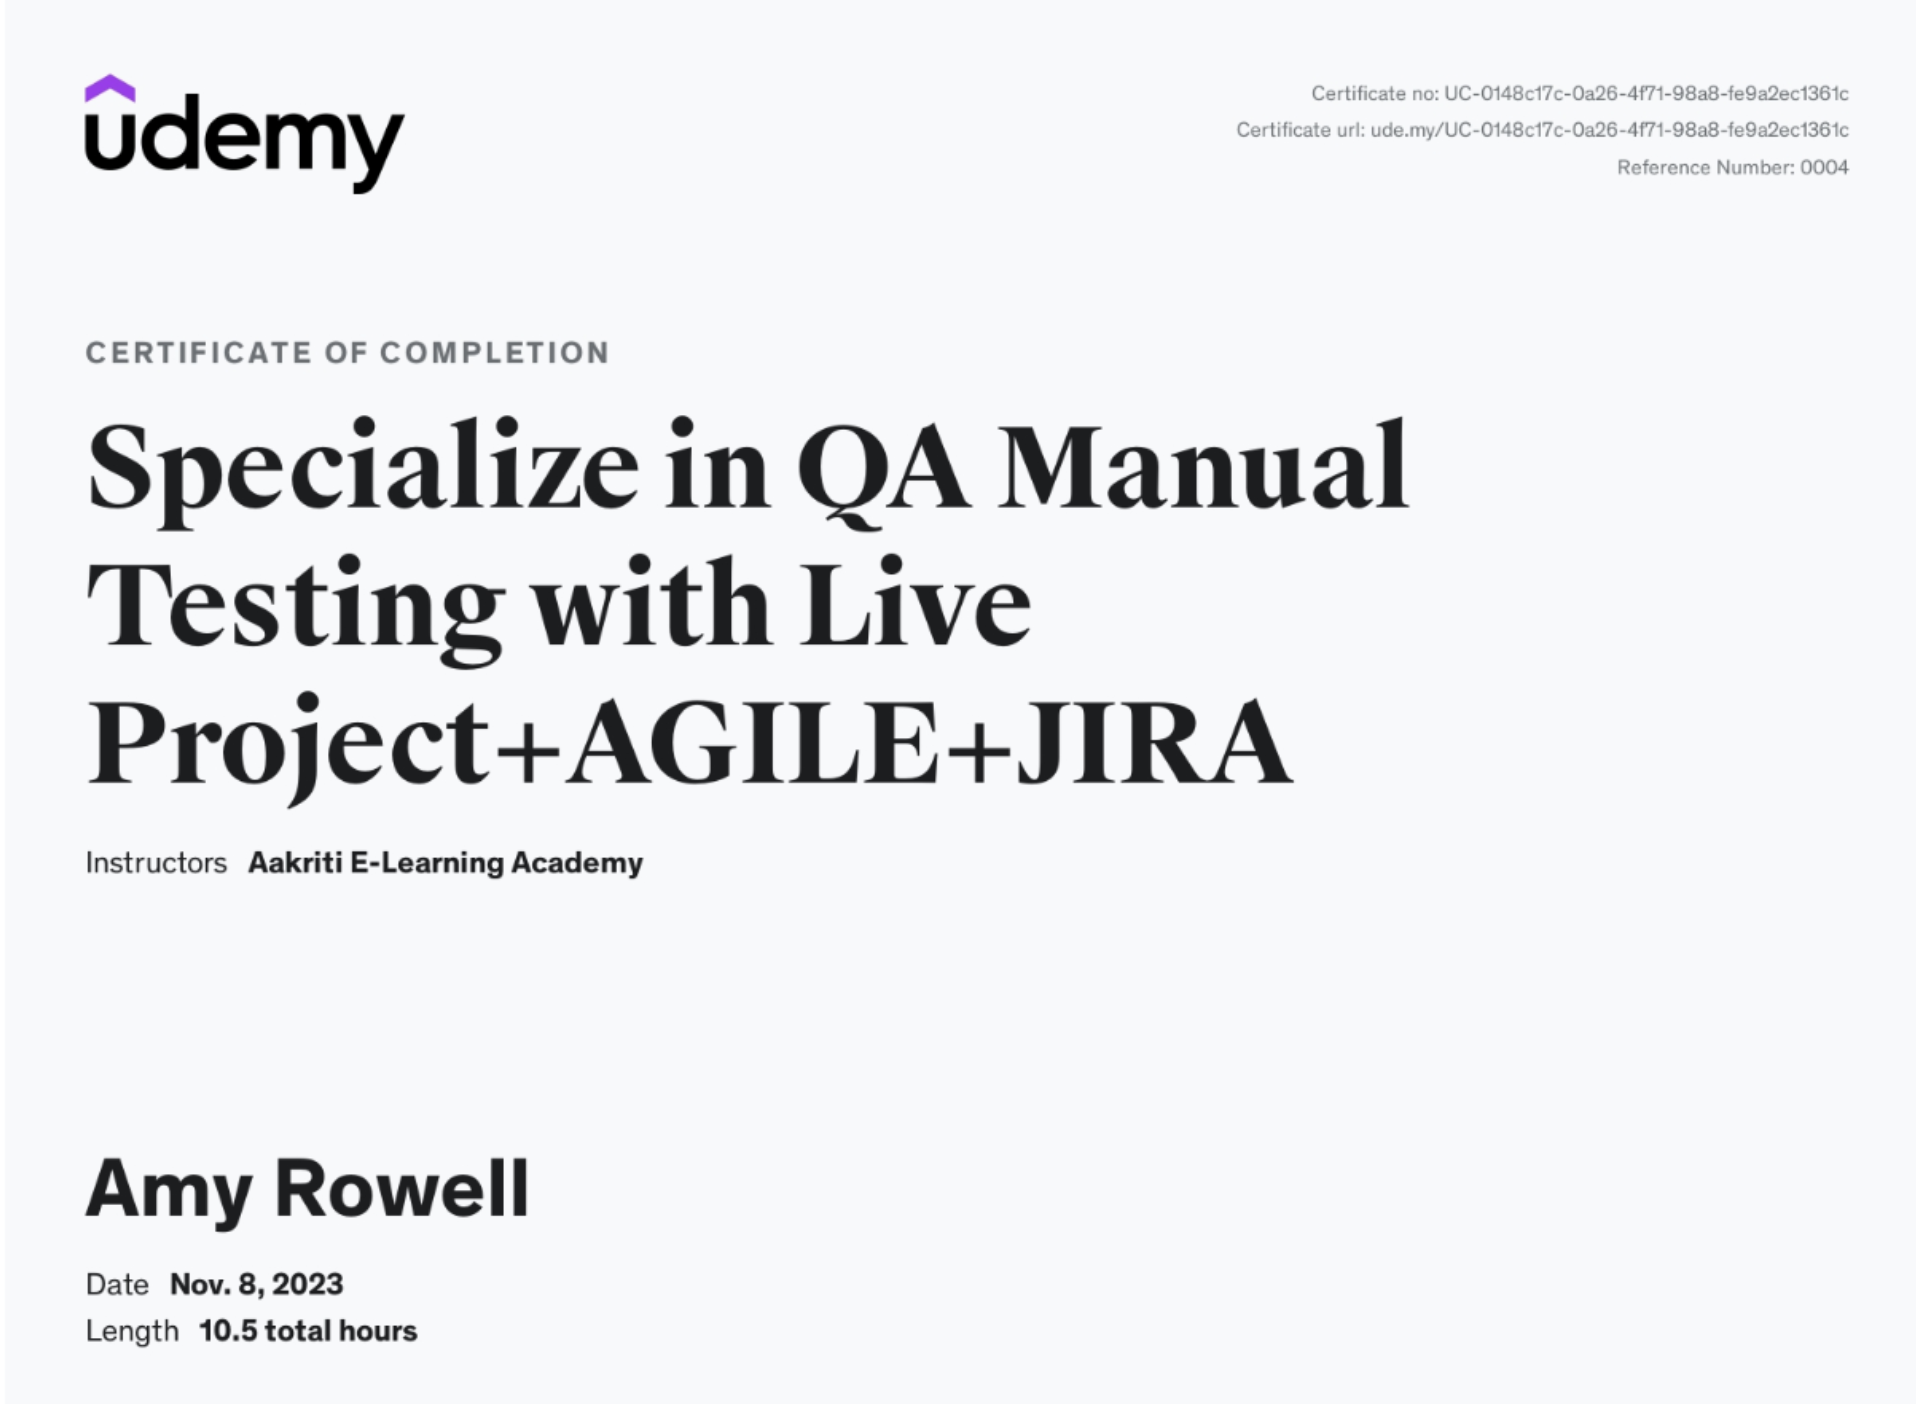 udemy
Certificate no: UC-0148c17c-0a26-4f71-98a8-fe9a2ec1361c
Certificate url: ude.my/UC-0148c17c-0a26-4f71-98a8-fe9a2ec1361c
Reference Number: 0004
CERTIFICATE OF COMPLETION
Specialize in QA Manual
Testing with Live
Project+AGILE+JIRA
Instructors Aakriti E-Learning Academy
Amy Rowell
Date Nov. 8, 2023
Length 10.5 total hours